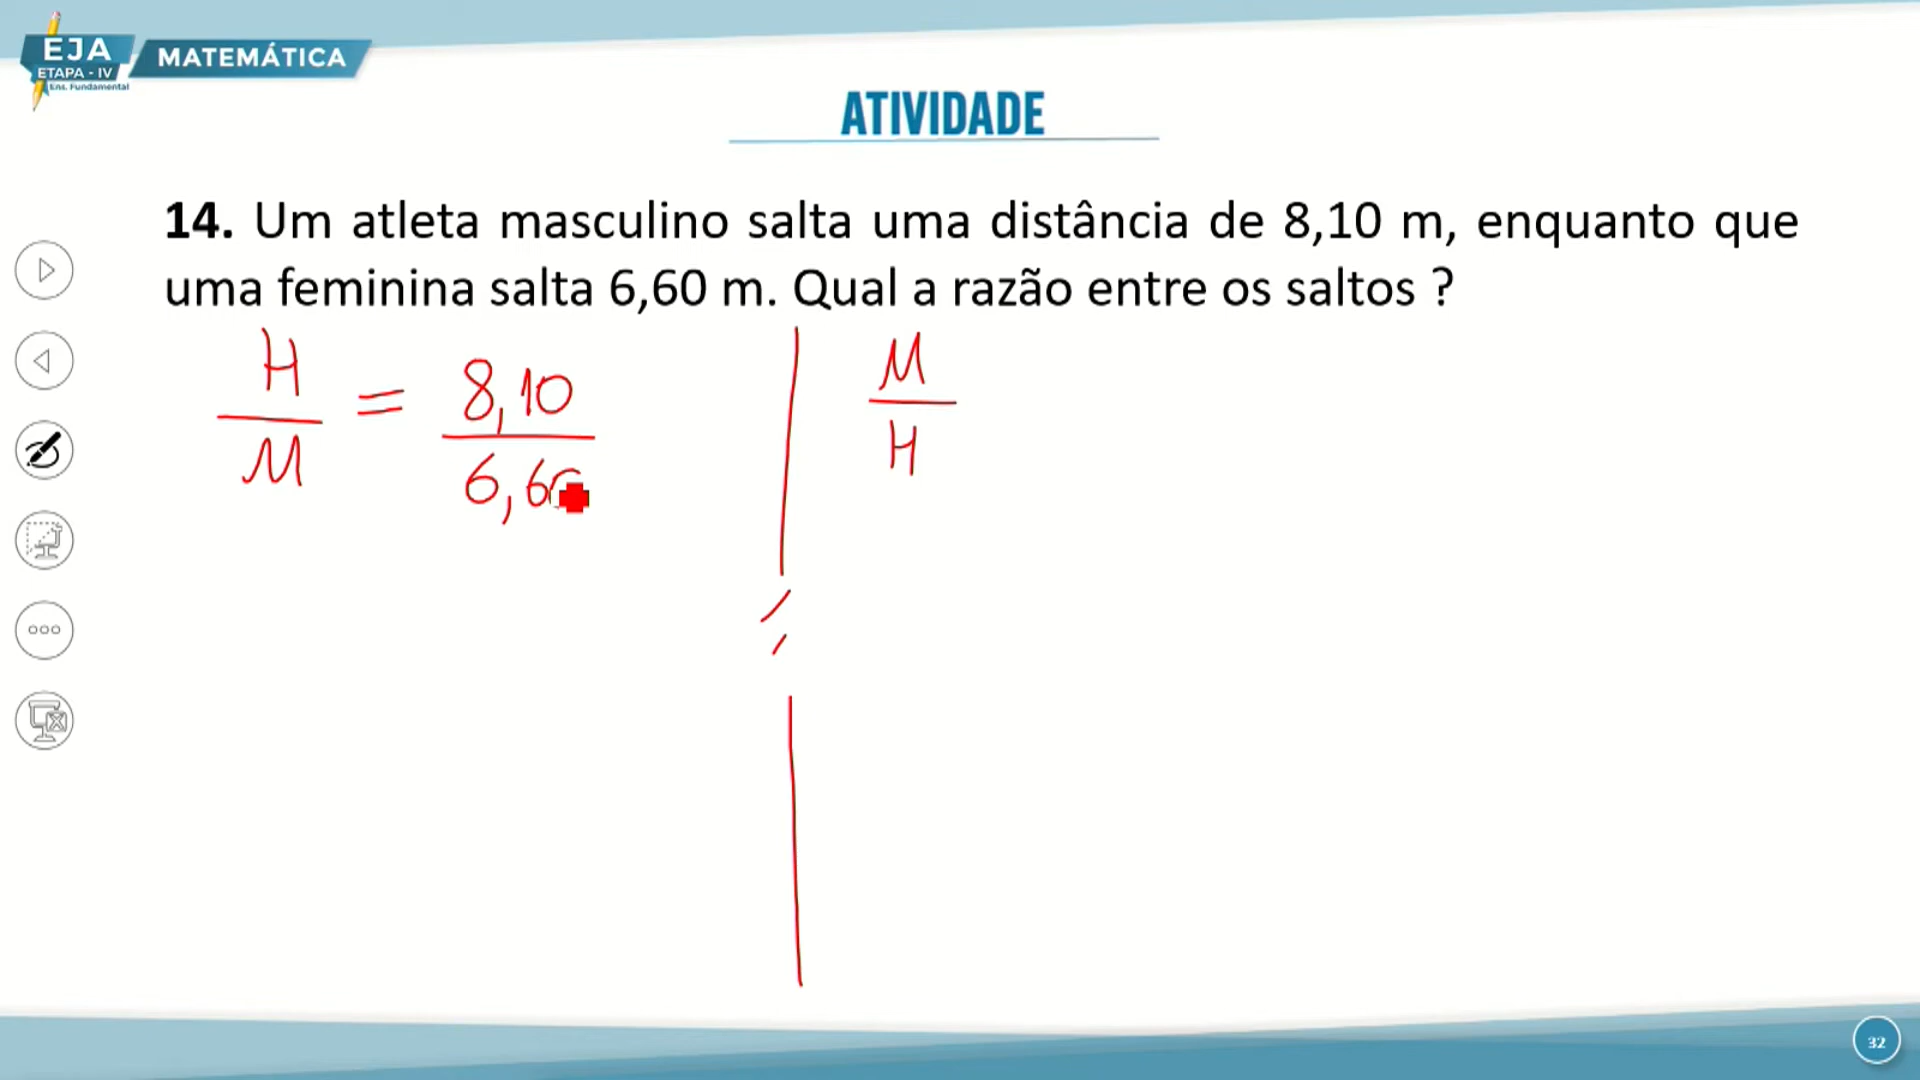 EJA
ETAPA - IV
Ens. Fundamental
MATEMÁTICA
ATIVIDADE
14. Um atleta masculino salta uma distância de 8,10 m, enquanto que
uma feminina salta 6,60 m. Qual a razão entre os saltos ?
H
M
=
8,10
6,6
M
H
32